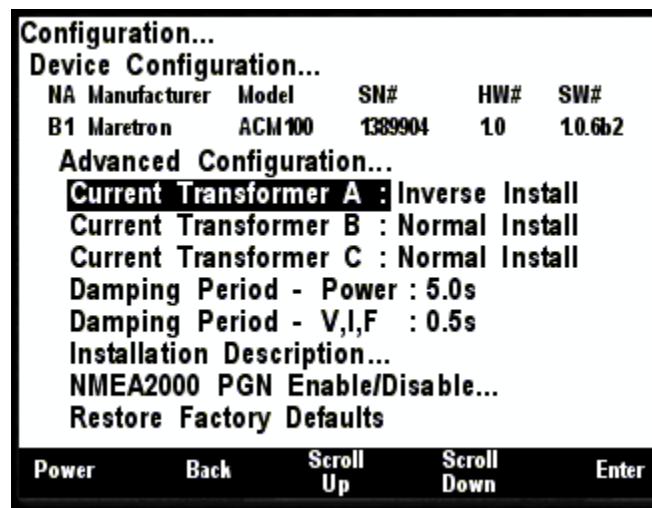 Configuration...
Device Configuration...
NA Manufacturer Model SN# HW# SW#
B1 Maretron ACM100 1389904 1.0 1.0.6b2
Advanced Configuration...
Current Transformer A : Inverse Install
Current Transformer B : Normal Install
Current Transformer C : Normal Install
Damping Period - Power : 5.0s
Damping Period - V,I,F : 0.5s
Installation Description...
NMEA2000 PGN Enable/Disable...
Restore Factory Defaults
Power Back Scroll Up Scroll Down Enter